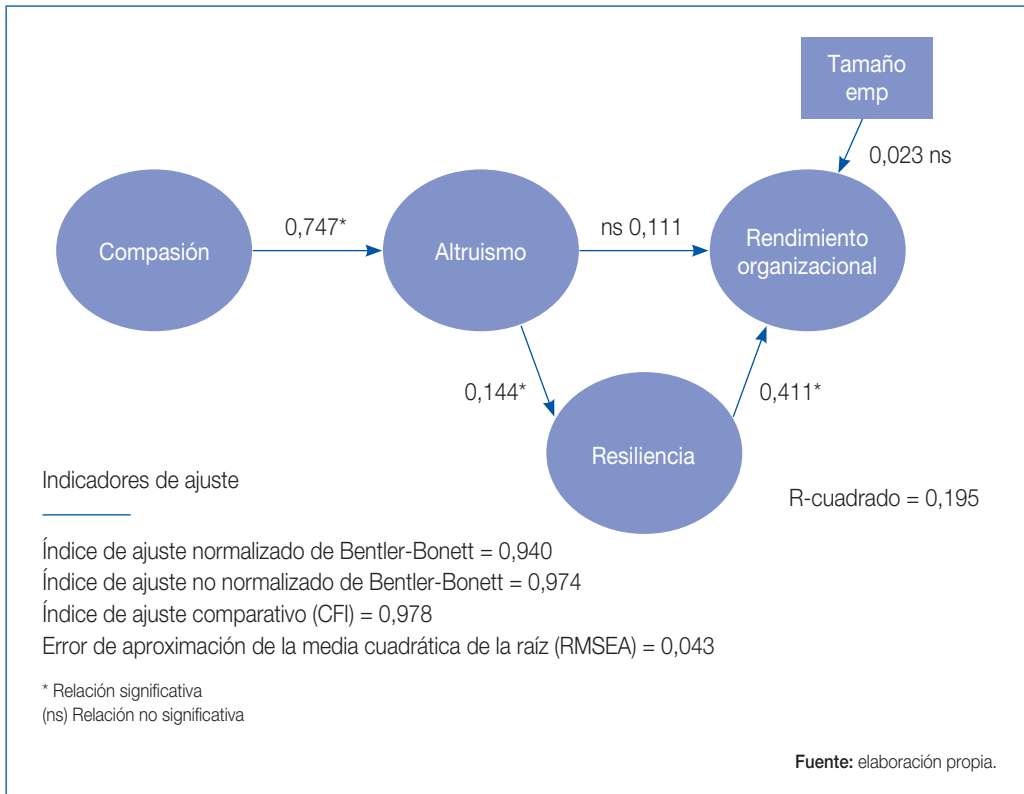 Tamaño
emp
0,023 ns
Compasión
0,747*
Altruismo
ns 0,111
Rendimiento
organizacional
0,144*
0,411*
Resiliencia
R-cuadrado = 0,195
Indicadores de ajuste
Índice de ajuste normalizado de Bentler-Bonett = 0,940
Índice de ajuste no normalizado de Bentler-Bonett = 0,974
Índice de ajuste comparativo (CFI) = 0,978
Error de aproximación de la media cuadrática de la raíz (RMSEA) = 0,043
* Relación significativa
(ns) Relación no significativa
Fuente: elaboración propia.